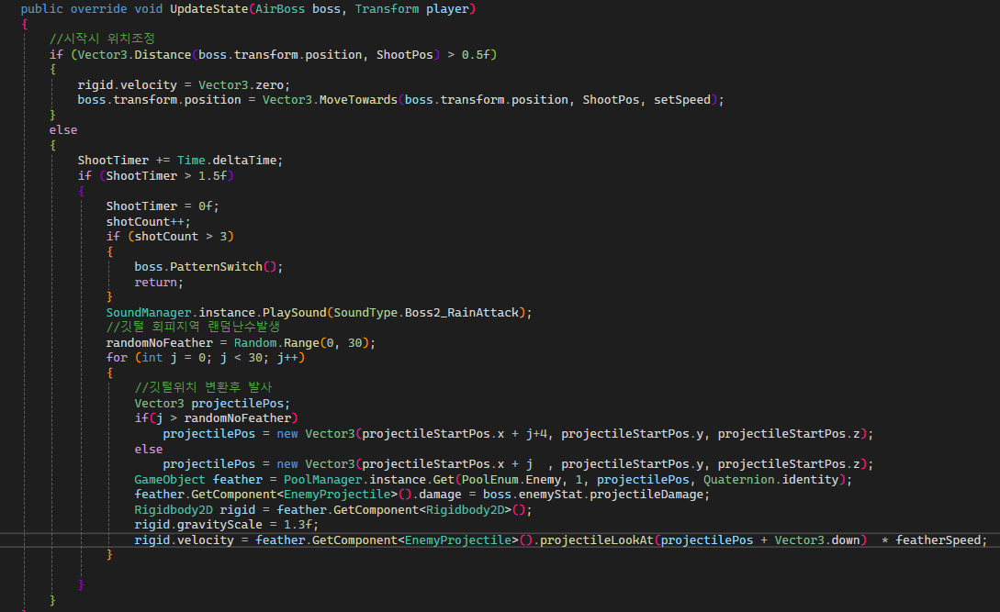 public override void UpdateState(AirBoss boss, Transform player)
{
//시작시 위치조정
if (Vector3.Distance(boss.transform.position, ShootPos) > 0.5f)
{
rigid.velocity = Vector3.zero;
boss.transform.position = Vector3.MoveTowards(boss.transform.position, ShootPos, setSpeed);
}
else
{
ShootTimer += Time.deltaTime;
if (ShootTimer > 1.5f)
{
ShootTimer = 0f;
shotCount++;
if (shotCount > 3)
{
boss.PatternSwitch();
return;
}
SoundManager.instance.PlaySound(SoundType.Boss2_RainAttack);
//깃털 회피지역 랜덤난수발생
randomNoFeather = Random.Range(0, 30);
for (int j = 0; j < 30; j++)
{
//깃털위치 변환후 발사
Vector3 projectilePos;
if(j > randomNoFeather)
projectilePos = new Vector3(projectileStartPos.x + j+4, projectileStartPos.y, projectileStartPos.z);
else
projectilePos = new Vector3(projectileStartPos.x + j  , projectileStartPos.y, projectileStartPos.z);
GameObject feather = PoolManager.instance.Get(PoolEnum.Enemy, 1, projectilePos, Quaternion.identity);
feather.GetComponent<EnemyProjectile>().damage = boss.enemyStat.projectileDamage;
Rigidbody2D rigid = feather.GetComponent<Rigidbody2D>();
rigid.gravityScale = 1.3f;
rigid.velocity = feather.GetComponent<EnemyProjectile>().projectileLookAt(projectilePos + Vector3.down)  * featherSpeed;
}
}
}